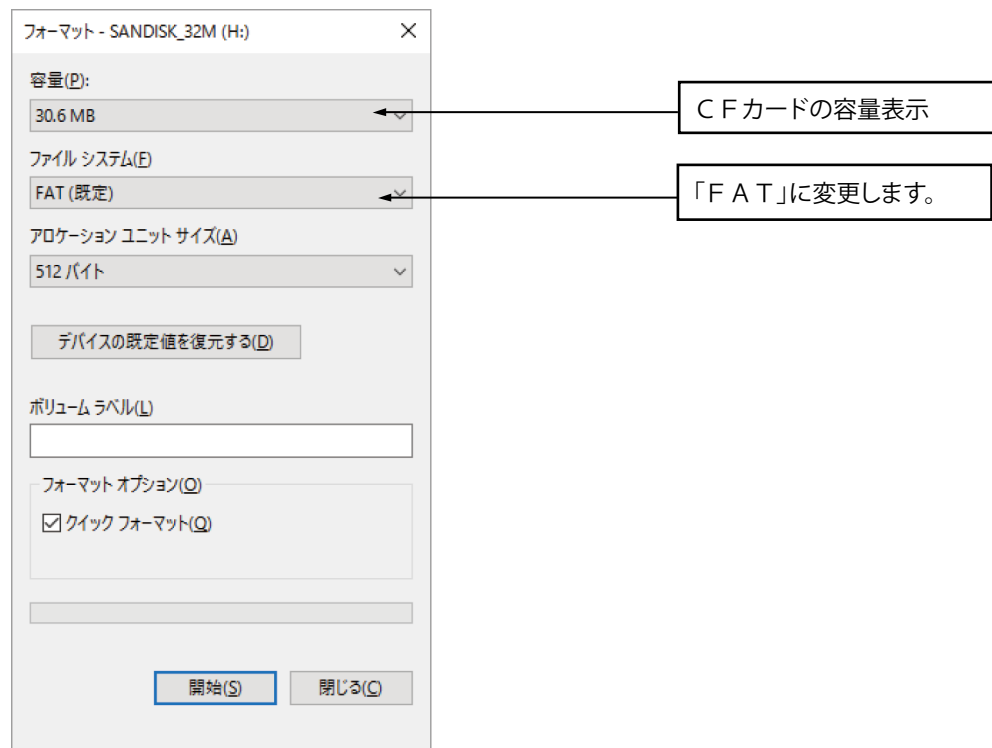 フォーマット - SANDISK_32M (H:)
容量(P):
30.6 MB
ＣＦカードの容量表示
ファイル システム(F)
FAT (既定)
「ＦＡＴ」に変更します。
アロケーション ユニット サイズ(A)
512 バイト
デバイスの既定値を復元する(D)
ボリューム ラベル(L)
フォーマット オプション(O)
クイック フォーマット(Q)
開始(S)
閉じる(C)